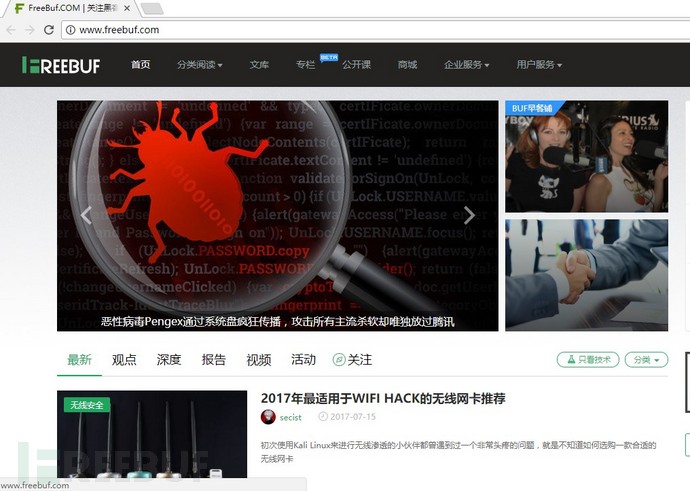 FreeBuf.COM | 关注黑
www.freebuf.com
FREEBUF
首页
分类阅读
文库
专栏
BETA
公开课
商城
企业服务
用户服务
BUF早餐铺
PASSWORD
恶性病毒Pengex通过系统盘疯狂传播，攻击所有主流杀软却唯独放过腾讯
最新
观点
深度
报告
视频
活动
关注
只看技术
分类
无线安全
2017年最适用于WIFI HACK的无线网卡推荐
secist
2017-07-15
初次使用Kali Linux来进行无线渗透的小伙伴都曾遇到过一个非常头疼的问题，就是不知道如何选购一款合适的
无线网卡
FREEBUF
www.freebuf.com